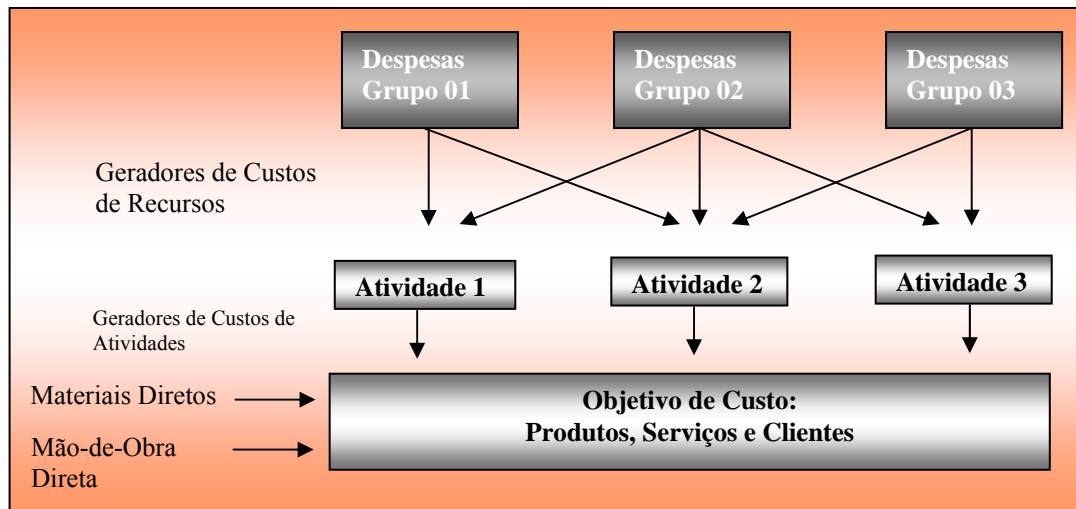 Despesas
Grupo 01
Despesas
Grupo 02
Despesas
Grupo 03
Geradores de Custos
de Recursos
Atividade 1
Atividade 2
Atividade 3
Geradores de Custos de
Atividades
Materiais Diretos
Objetivo de Custo:
Produtos, Serviços e Clientes
Mão-de-Obra
Direta